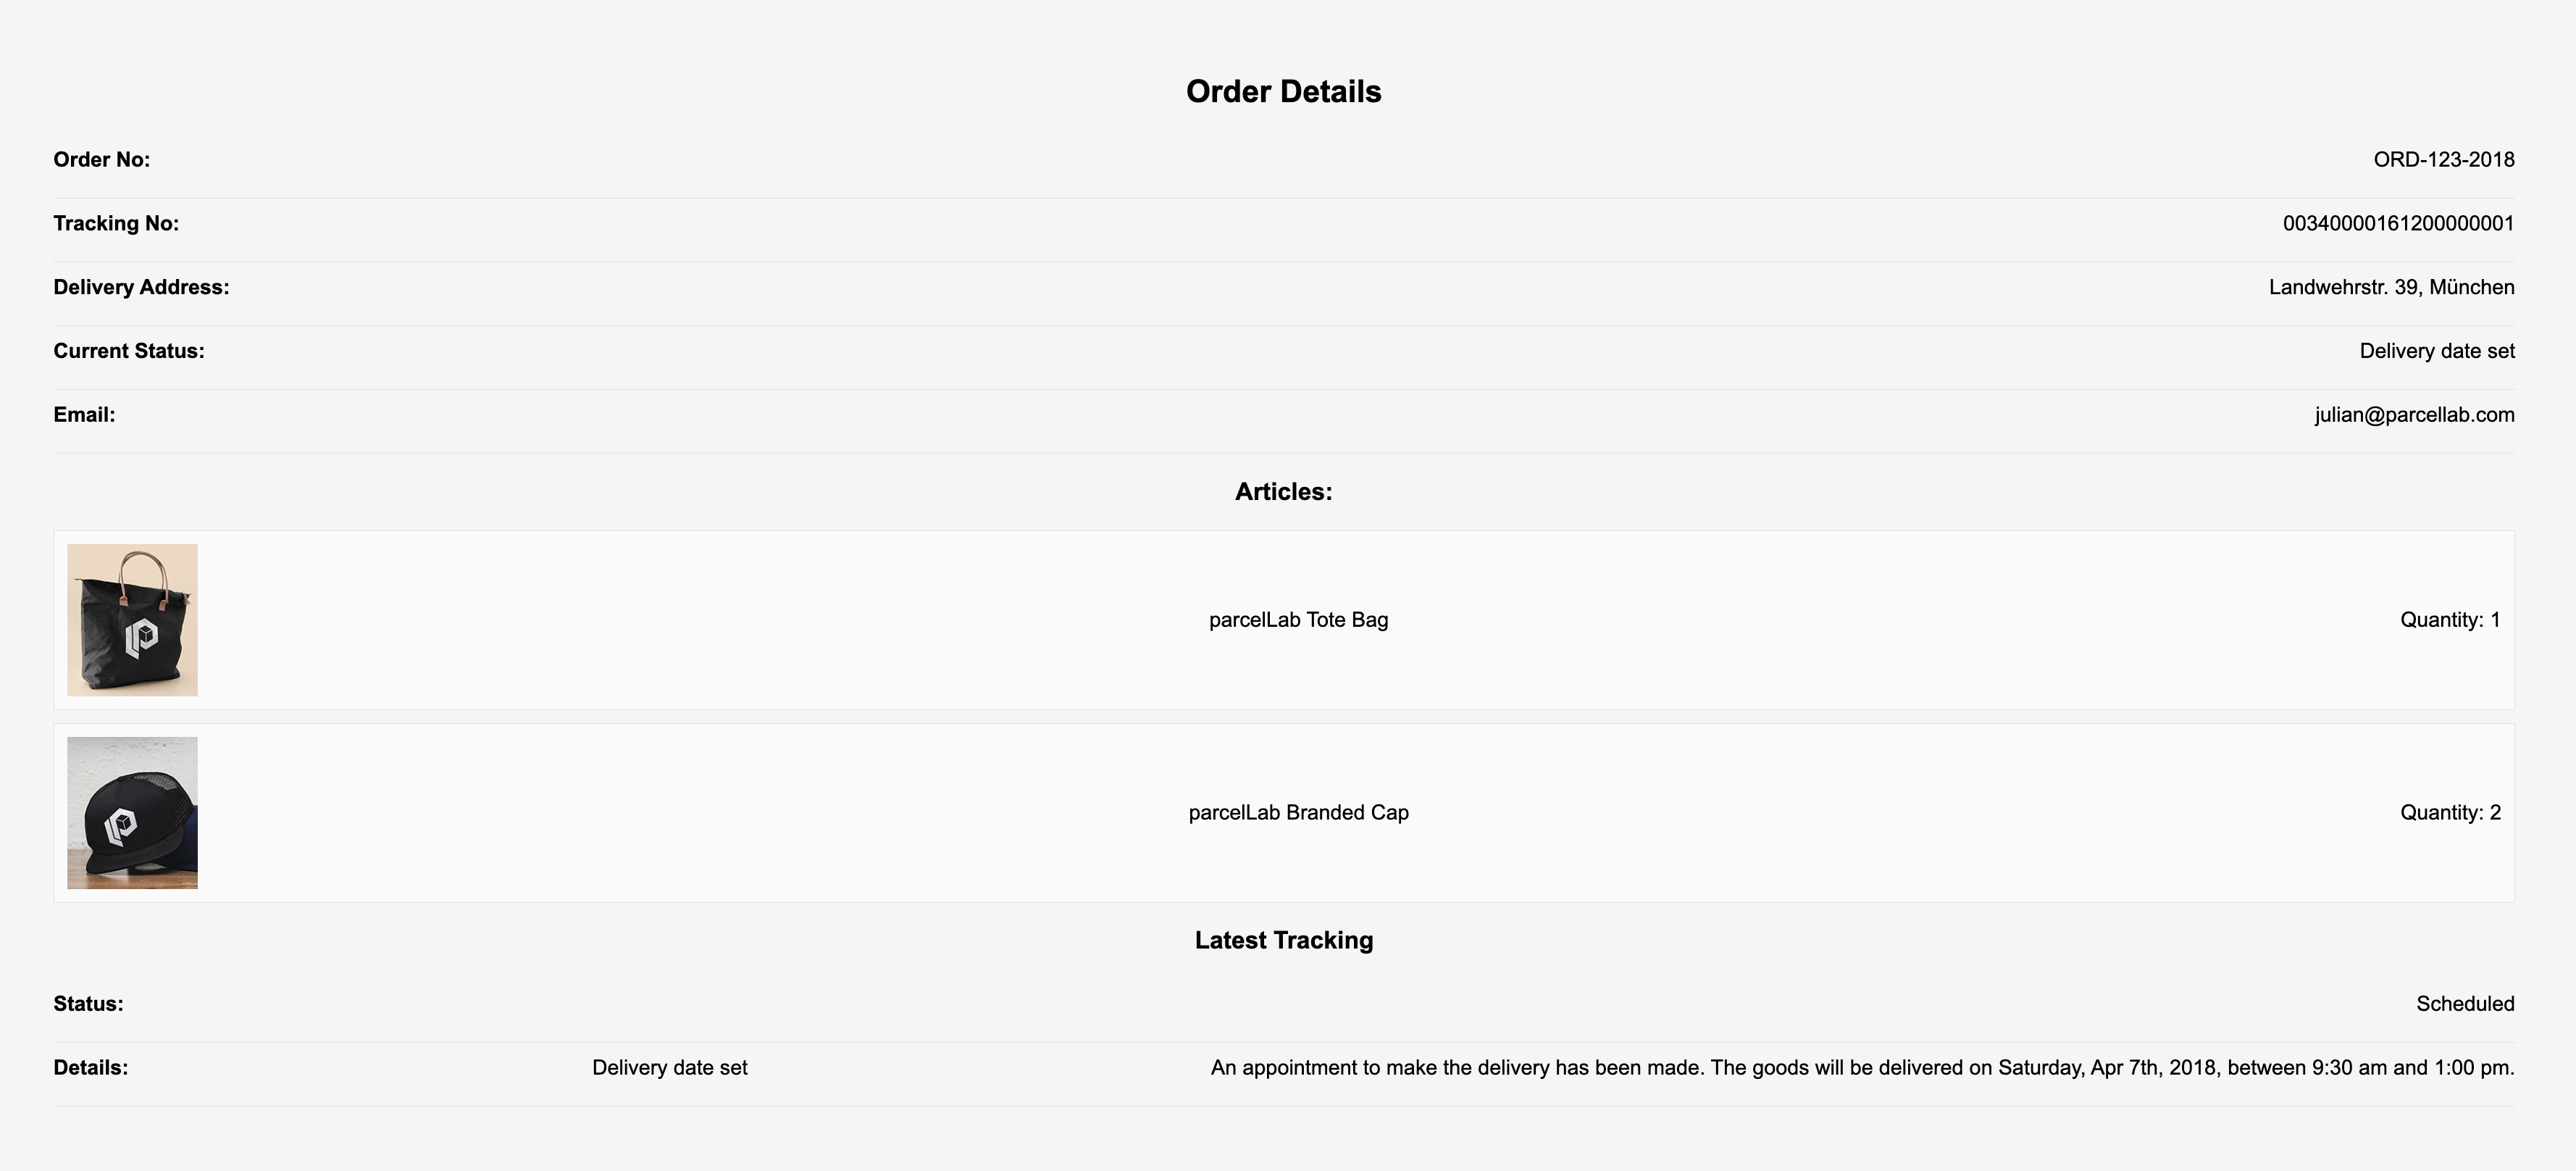 Order Details
Order No: ORD-123-2018
Tracking No: 00340000161200000001
Delivery Address: Landwehrstr. 39, München
Current Status: Delivery date set
Email: julian@parcellab.com
Articles:
parcelLab Tote Bag Quantity: 1
parcelLab Branded Cap Quantity: 2
Latest Tracking
Status: Scheduled
Details: Delivery date set An appointment to make the delivery has been made. The goods will be delivered on Saturday, Apr 7th, 2018, between 9:30 am and 1:00 pm.